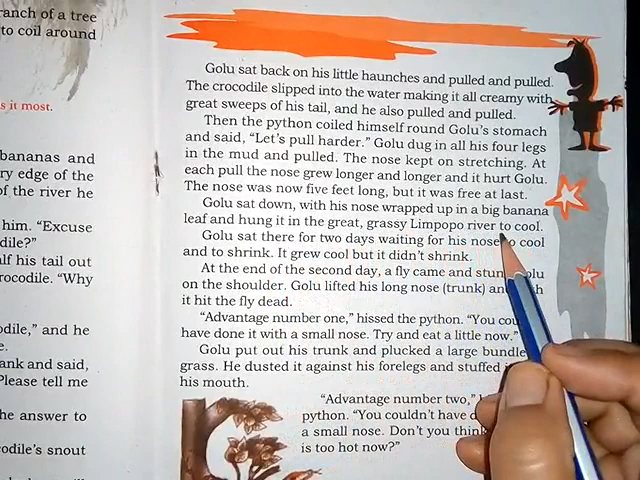 ranch of a tree
to coil around
s it most.
bananas and
ry edge of the
of the river he
him. “Excuse
dile?”
lf his tail out
rocodile. “Why
odile,” and he
e.
ank and said,
Please tell me
he answer to
odile's snout
Golu sat back on his little haunches and pulled and pulled.
The crocodile slipped into the water making it all creamy with
great sweeps of his tail, and he also pulled and pulled.
Then the python coiled himself round Golu's stomach
and said, “Let's pull harder.” Golu dug in all his four legs
in the mud and pulled. The nose kept on stretching. At
each pull the nose grew longer and longer and it hurt Golu.
The nose was now five feet long, but it was free at last.
Golu sat down, with his nose wrapped up in a big banana
leaf and hung it in the great, grassy Limpopo river to cool.
Golu sat there for two days waiting for his nose to cool
and to shrink. It grew cool but it didn't shrink.
At the end of the second day, a fly came and stung Golu
on the shoulder. Golu lifted his long nose (trunk) and
it hit the fly dead.
“Advantage number one,” hissed the python. “You
have done it with a small nose. Try and eat a little now.”
Golu put out his trunk and plucked a large bundle
grass. He dusted it against his forelegs and stuffed
his mouth.
“Advantage number two,”
python. “You couldn't have
a small nose. Don't you think
is too hot now?”